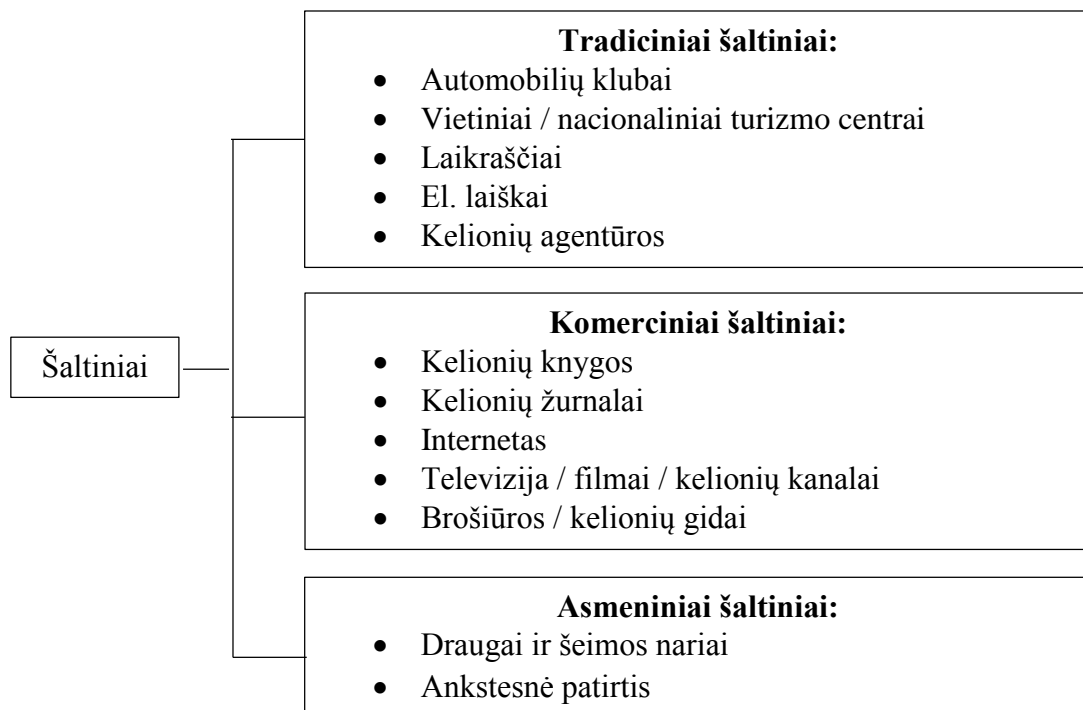 Tradiciniai šaltiniai:
• Automobilių klubai
• Vietiniai / nacionaliniai turizmo centrai
• Laikraščiai
• El. laiškai
• Kelionių agentūros
Komerciniai šaltiniai:
• Kelionių knygos
• Kelionių žurnalai
• Internetas
• Televizija / filmai / kelionių kanalai
• Brošiūros / kelionių gidai
Šaltiniai
Asmeniniai šaltiniai:
• Draugai ir šeimos nariai
• Ankstesnė patirtis